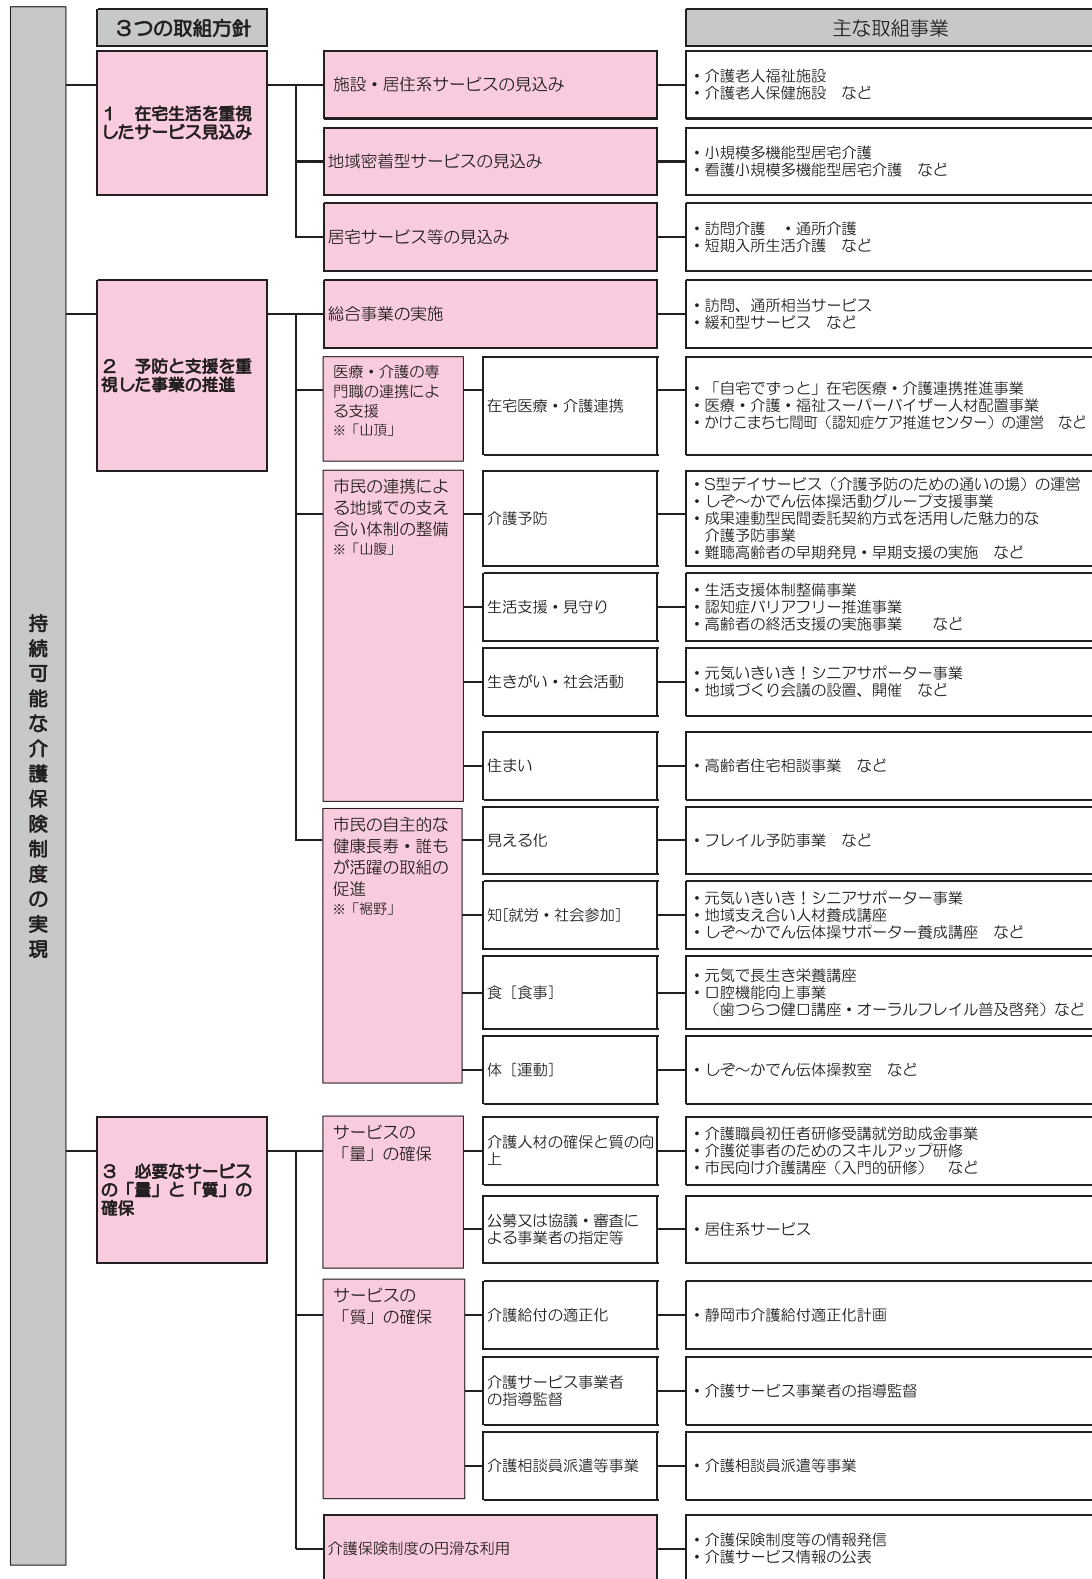 持続可能な介護保険制度の実現
3つの取組方針
主な取組事業
1　在宅生活を重視
したサービス見込み
施設・居住系サービスの見込み
・介護老人福祉施設
・介護老人保健施設　など
地域密着型サービスの見込み
・小規模多機能型居宅介護
・看護小規模多機能型居宅介護　など
居宅サービス等の見込み
・訪問介護　・通所介護
・短期入所生活介護　など
2　予防と支援を重
視した事業の推進
総合事業の実施
・訪問、通所相当サービス
・緩和型サービス　など
医療・介護の専
門職の連携によ
る支援
※「山頂」
在宅医療・介護連携
・「自宅でずっと」在宅医療・介護連携推進事業
・医療・介護・福祉スーパーバイザー人材配置事業
・かけこまち七間町（認知症ケア推進センター）の運営　など
市民の連携によ
る地域での支え
合い体制の整備
※「山腹」
介護予防
・S型デイサービス（介護予防のための通いの場）の運営
・しぞ～かでん伝体操活動グループ支援事業
・成果連動型民間委託契約方式を活用した魅力的な
介護予防事業
・難聴高齢者の早期発見・早期支援の実施　など
生活支援・見守り
・生活支援体制整備事業
・認知症バリアフリー推進事業
・高齢者の終活支援の実施事業　　など
生きがい・社会活動
・元気いきいき！シニアサポーター事業
・地域づくり会議の設置、開催　など
住まい
・高齢者住宅相談事業　など
市民の自主的な
健康長寿・誰も
が活躍の取組の
促進
※「裾野」
見える化
・フレイル予防事業　など
知[就労・社会参加]
・元気いきいき！シニアサポーター事業
・地域支え合い人材養成講座
・しぞ～かでん伝体操サポーター養成講座　など
食［食事］
・元気で長生き栄養講座
・口腔機能向上事業
（歯つらつ健口講座・オーラルフレイル普及啓発）など
体［運動］
・しぞ～かでん伝体操教室　など
3　必要なサービス
の「量」と「質」の
確保
サービスの
「量」の確保
介護人材の確保と質の向
上
・介護職員初任者研修受講就労助成金事業
・介護従事者のためのスキルアップ研修
・市民向け介護講座（入門的研修）　など
公募又は協議・審査に
よる事業者の指定等
・居住系サービス
サービスの
「質」の確保
介護給付の適正化
・静岡市介護給付適正化計画
介護サービス事業者
の指導監督
・介護サービス事業者の指導監督
介護相談員派遣等事業
・介護相談員派遣等事業
介護保険制度の円滑な利用
・介護保険制度等の情報発信
・介護サービス情報の公表